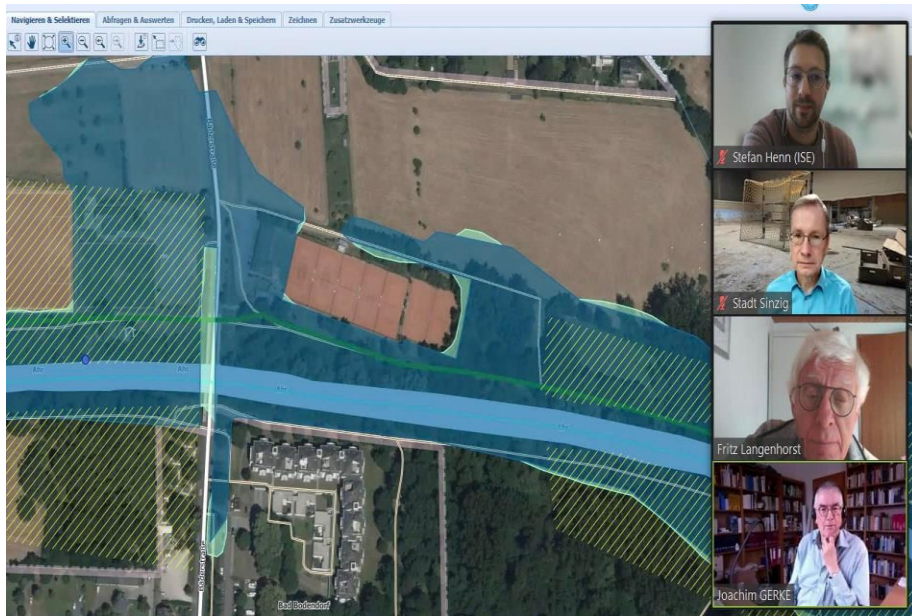 Navigieren & Selektieren
Abfragen & Auswerten
Drucken, Laden & Speichern
Zeichnen
Zusatzwerkzeuge
Stefan Henn (ISE)
Stadt Sinzig
Ahr
Ahr
Ahr
Fritz Langenhorst
Bäderstraße
Joachim GERKE
Bad Bodendorf